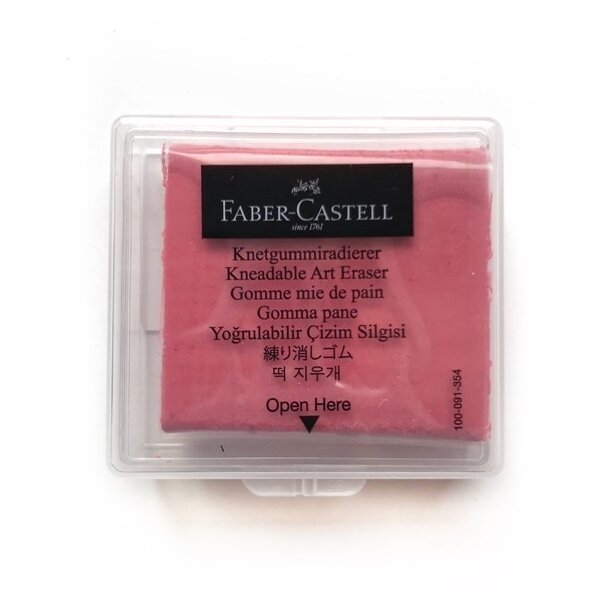 FABER-CASTELL
since 1761
Knetgummiradierer
Kneadable Art Eraser
Gomme mie de pain
Gomma pane
Yoğrulabilir Çizim Silgisi
練り消しゴム
떡 지우개
Open Here
100-091-354